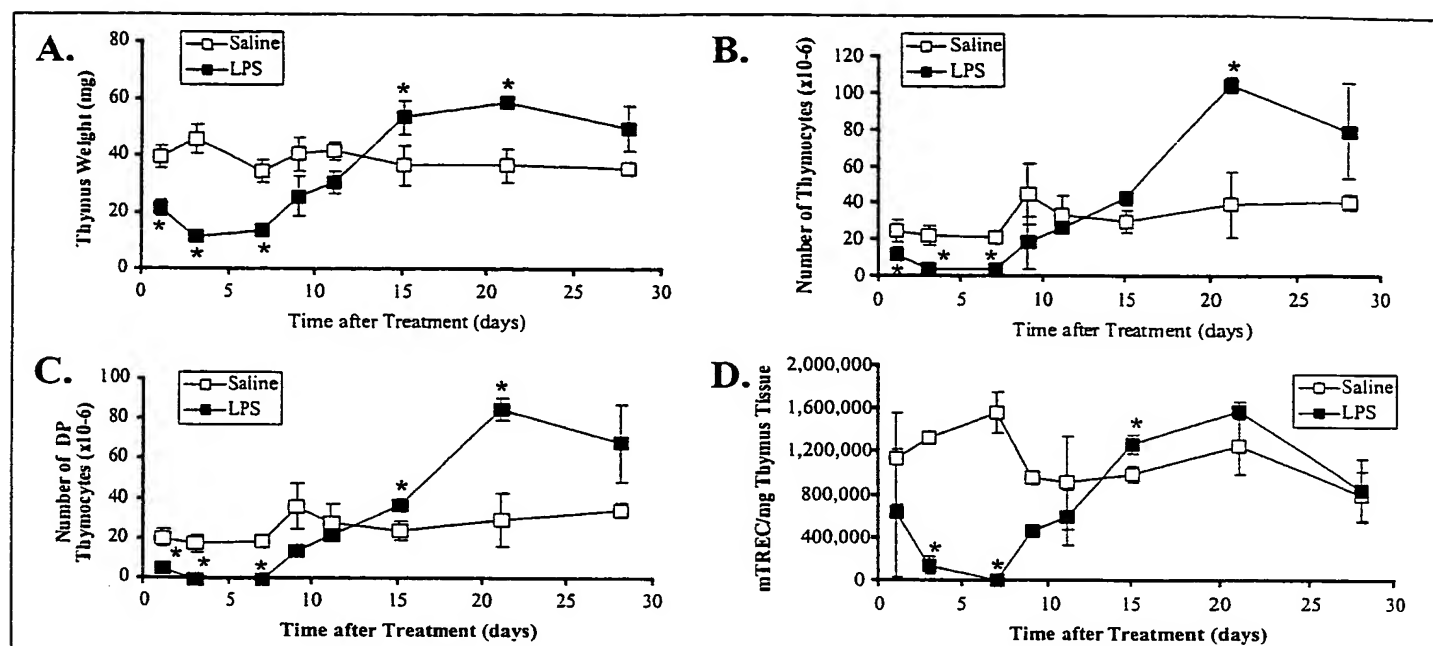 A.
Saline
LPS
Thymus Weight (mg)
80
60
40
20
0
* * * * *
0 5 10 15 20 25 30
Time after Treatment (days)
B.
Saline
LPS
Number of Thymocytes (x10-6)
120
100
80
60
40
20
0
* * * *
0 5 10 15 20 25 30
Time after Treatment (days)
C.
Saline
LPS
Number of DP
Thymocytes (x10-6)
100
80
60
40
20
0
* * * * *
0 5 10 15 20 25 30
Time after Treatment (days)
D.
Saline
LPS
mTREC/mg Thymus Tissue
2,000,000
1,600,000
1,200,000
800,000
400,000
0
* * *
0 5 10 15 20 25 30
Time after Treatment (days)